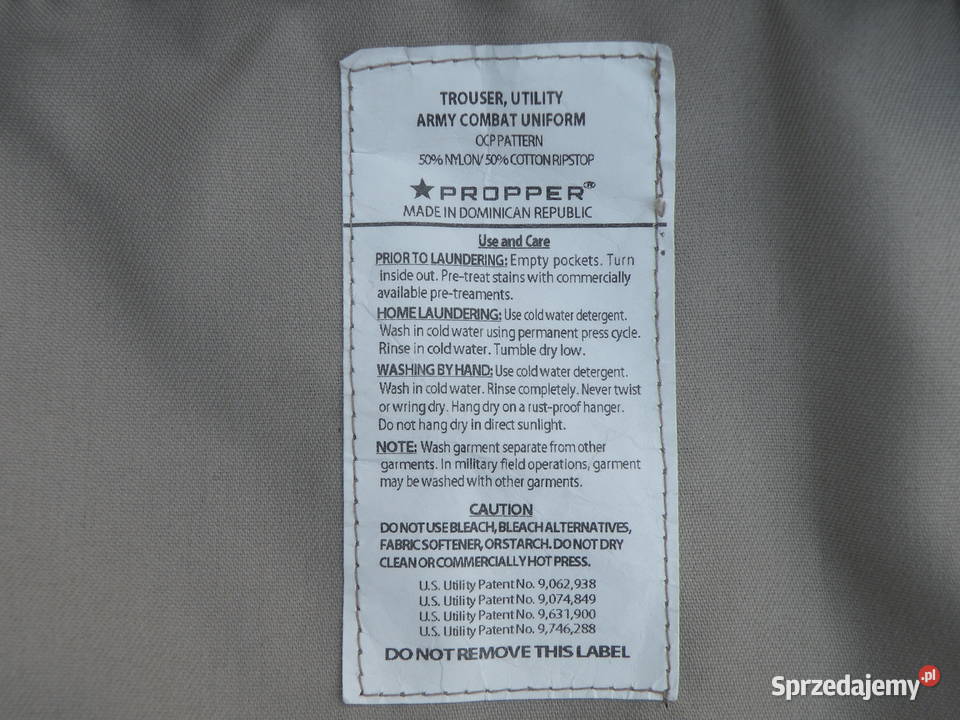 TROUSER, UTILITY
ARMY COMBAT UNIFORM
OCP PATTERN
50% NYLON/ 50% COTTON RIPSTOP
★PROPPER®
MADE IN DOMINICAN REPUBLIC
Use and Care
PRIOR TO LAUNDERING: Empty pockets. Turn
inside out. Pre-treat stains with commercially
available pre-treaments.
HOME LAUNDERING: Use cold water detergent.
Wash in cold water using permanent press cycle.
Rinse in cold water. Tumble dry low.
WASHING BY HAND: Use cold water detergent.
Wash in cold water. Rinse completely. Never twist
or wring dry. Hang dry on a rust-proof hanger.
Do not hang dry in direct sunlight.
NOTE: Wash garment separate from other
garments. In military field operations, garment
may be washed with other garments.
CAUTION
DO NOT USE BLEACH, BLEACH ALTERNATIVES,
FABRIC SOFTENER, OR STARCH. DO NOT DRY
CLEAN OR COMMERCIALLY HOT PRESS.
U.S. Utility Patent No. 9,062,938
U.S. Utility Patent No. 9,074,849
U.S. Utility Patent No. 9,631,900
U.S. Utility Patent No. 9,746,288
DO NOT REMOVE THIS LABEL
Sprzedajemy.pl